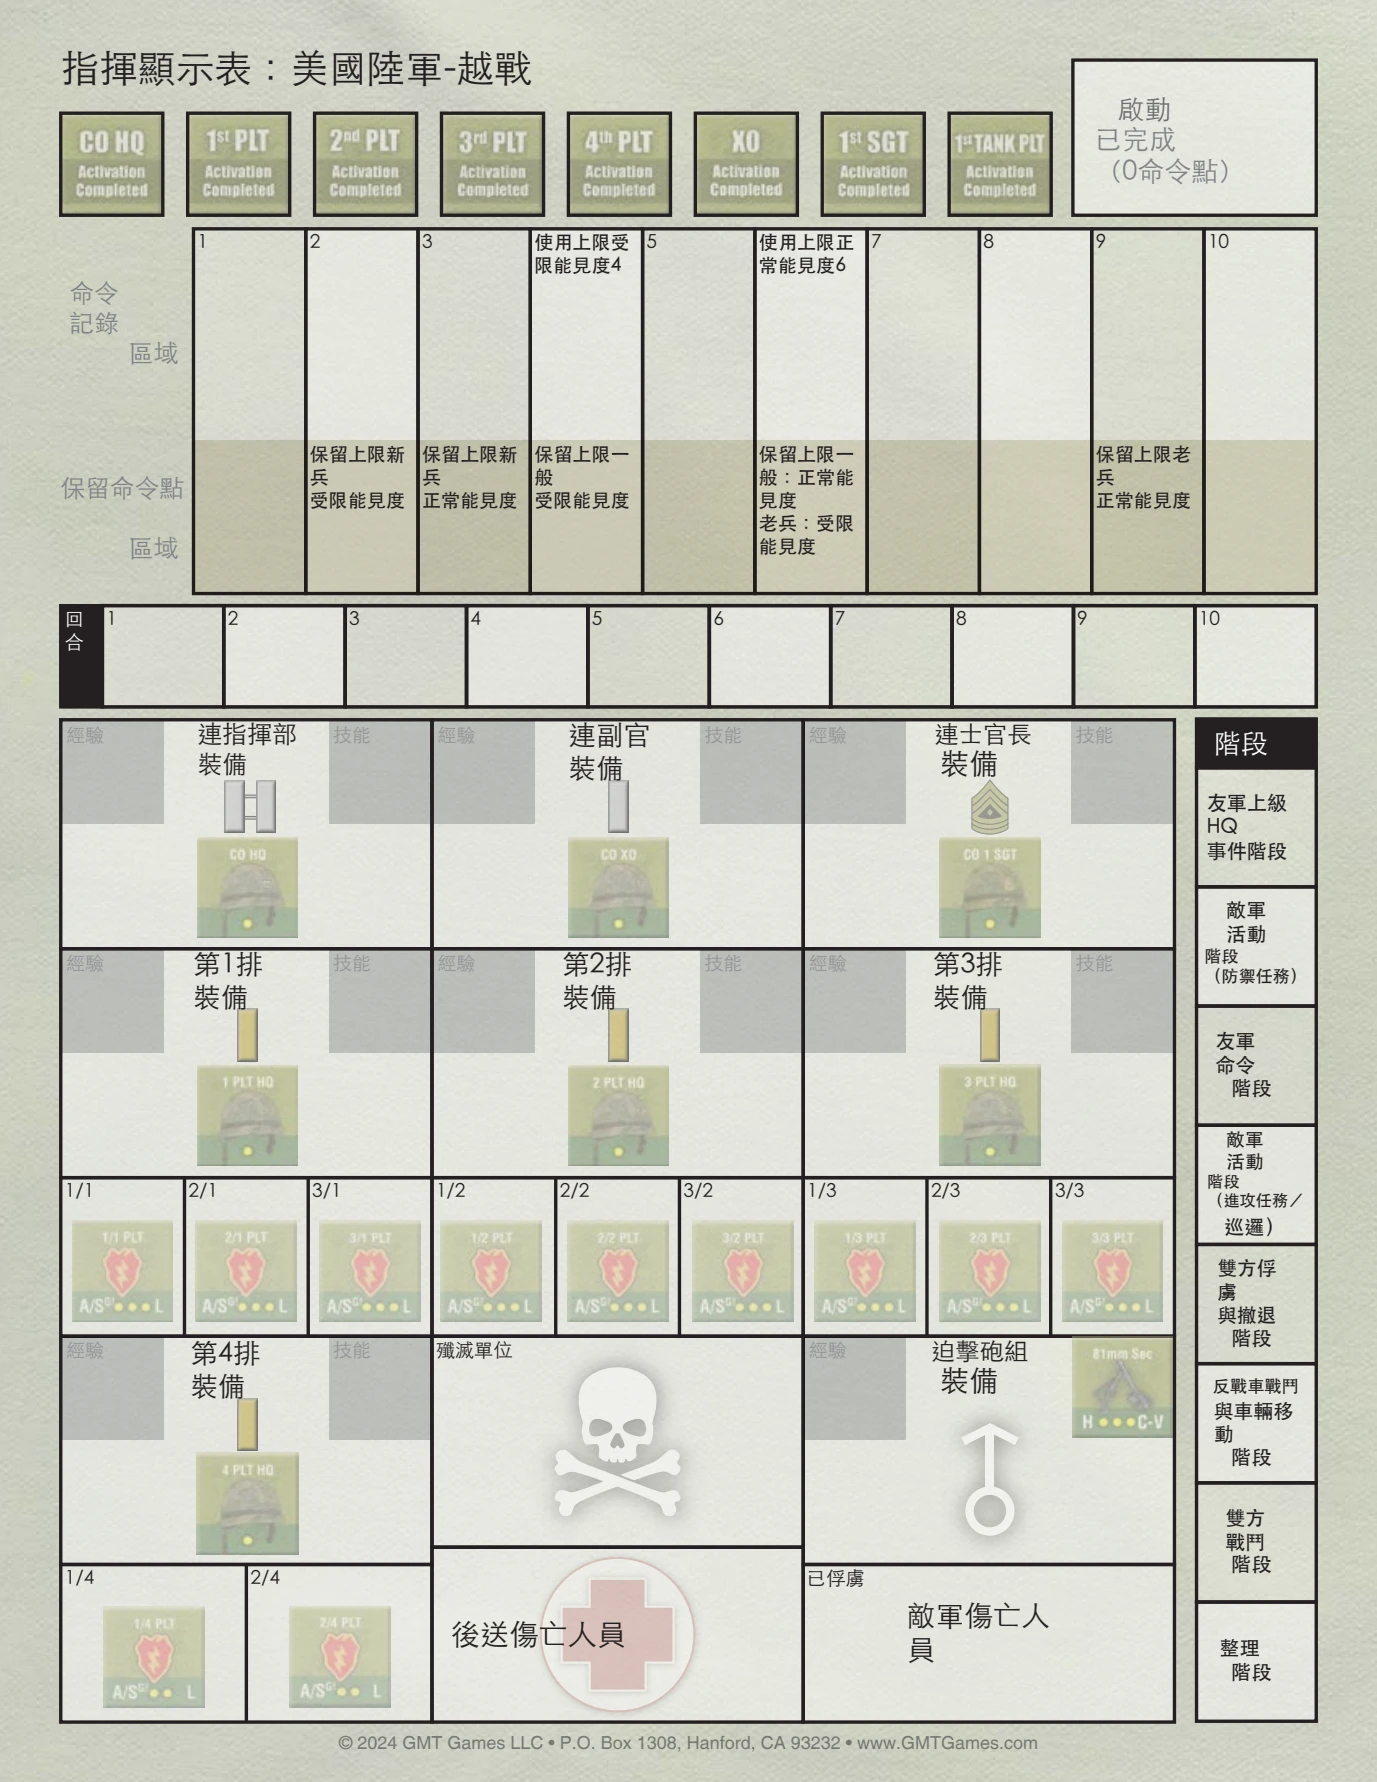 指揮顯示表：美國陸軍-越戰
CO HQ
Activation
Completed
1st PLT
Activation
Completed
2nd PLT
Activation
Completed
3rd PLT
Activation
Completed
4th PLT
Activation
Completed
XO
Activation
Completed
1st SGT
Activation
Completed
1st TANK PLT
Activation
Completed
啟動
已完成
（0命令點）
命令
記錄
區域
1
2
3
使用上限受
限能見度4
5
使用上限正
常能見度6
7
8
9
10
保留命令點
區域
保留上限新
兵
受限能見度
保留上限新
兵
正常能見度
保留上限一
般
受限能見度
保留上限一
般：正常能
見度
老兵：受限
能見度
保留上限老
兵
正常能見度
回
合
1
2
3
4
5
6
7
8
9
10
經驗
連指揮部
裝備
技能
CO HQ
經驗
連副官
裝備
技能
CO XO
經驗
連士官長
裝備
技能
CO 1 SGT
經驗
第1排
裝備
技能
1 PLT HQ
經驗
第2排
裝備
技能
2 PLT HQ
經驗
第3排
裝備
技能
3 PLT HQ
1/1
1/1 PLT
A/S L
2/1
2/1 PLT
A/S L
3/1
3/1 PLT
A/S L
1/2
1/2 PLT
A/S L
2/2
2/2 PLT
A/S L
3/2
3/2 PLT
A/S L
1/3
1/3 PLT
A/S L
2/3
2/3 PLT
A/S L
3/3
3/3 PLT
A/S L
經驗
第4排
裝備
技能
4 PLT HQ
殲滅單位
經驗
迫擊砲組
裝備
81mm Sec
H C-V
1/4
1/4 PLT
A/S L
2/4
2/4 PLT
A/S L
後送傷亡人員
已俘虜
敵軍傷亡人
員
階段
友軍上級
HQ
事件階段
敵軍
活動
階段
（防禦任務）
友軍
命令
階段
敵軍
活動
階段
（進攻任務／
巡邏）
雙方俘
虜
與撤退
階段
反戰車戰鬥
與車輛移
動
階段
雙方
戰鬥
階段
整理
階段
© 2024 GMT Games LLC • P.O. Box 1308, Hanford, CA 93232 • www.GMTGames.com